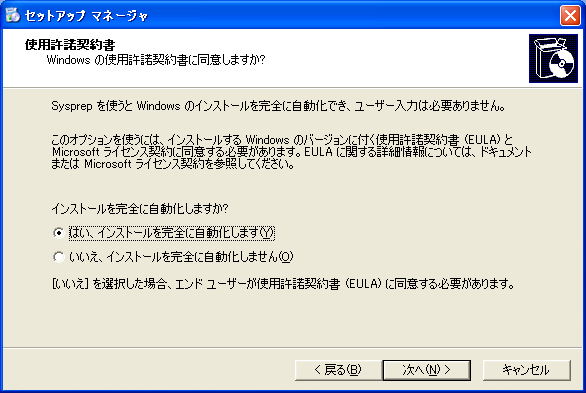 セットアップ マネージャ
使用許諾契約書
Windows の使用許諾契約書に同意しますか?
Sysprep を使うと Windows のインストールを完全に自動化でき、ユーザー入力は必要ありません。
このオプションを使うには、インストールする Windows のバージョンに付く使用許諾契約書 (EULA) と
Microsoft ライセンス契約に同意する必要があります。EULA に関する詳細情報については、ドキュメント
または Microsoft ライセンス契約を参照してください。
インストールを完全に自動化しますか?
はい、インストールを完全に自動化します(Y)
いいえ、インストールを完全に自動化しません(O)
[いいえ] を選択した場合、エンド ユーザーが使用許諾契約書 (EULA) に同意する必要があります。
< 戻る(B)
次へ(N) >
キャンセル